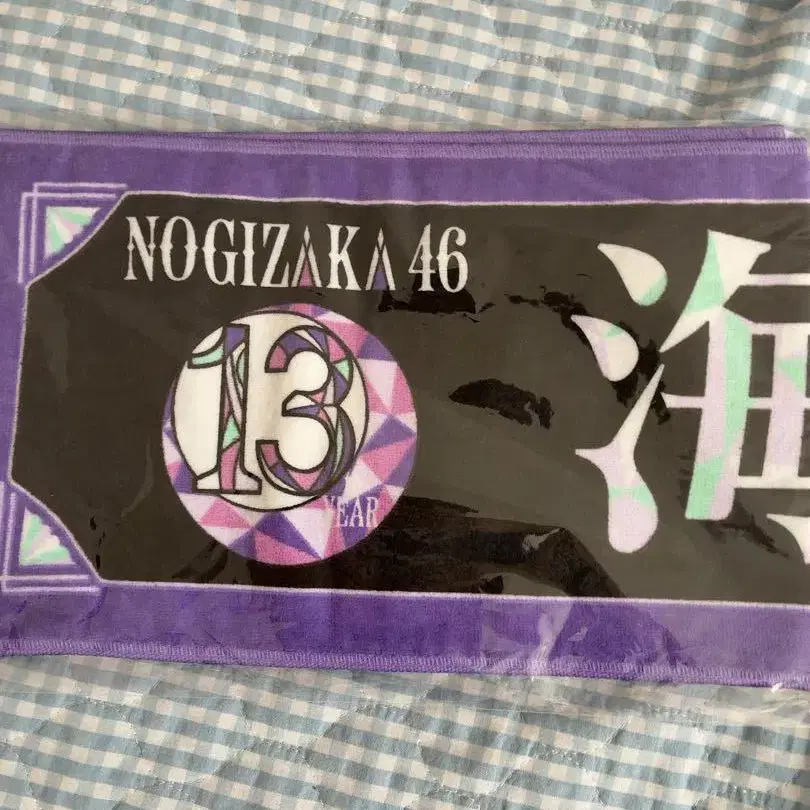 NOGIZAKA 46
13
YEAR
海